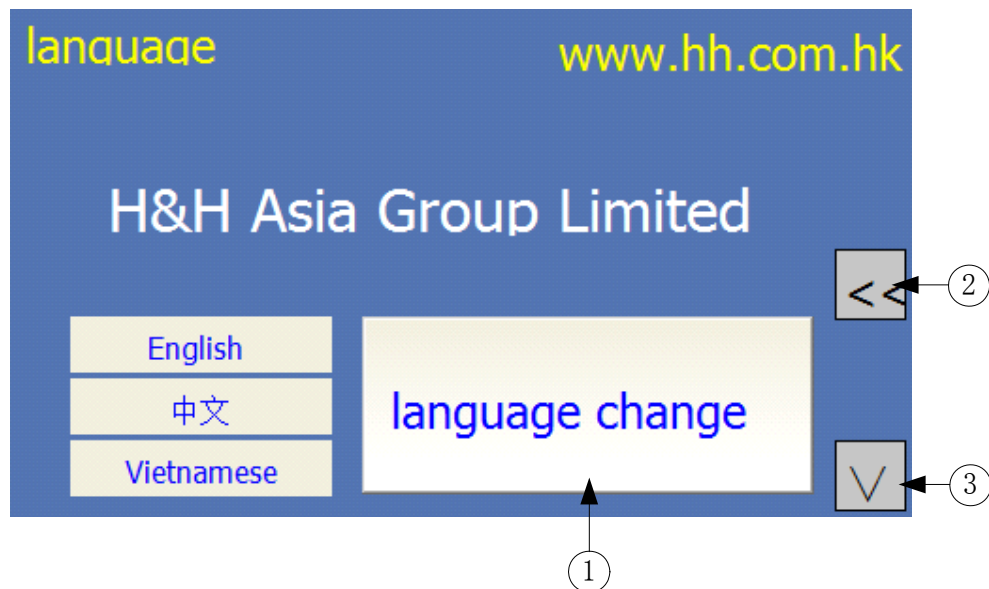 language
www.hh.com.hk
H&H Asia Group Limited
<<
2
English
中文
Vietnamese
language change
V
3
1